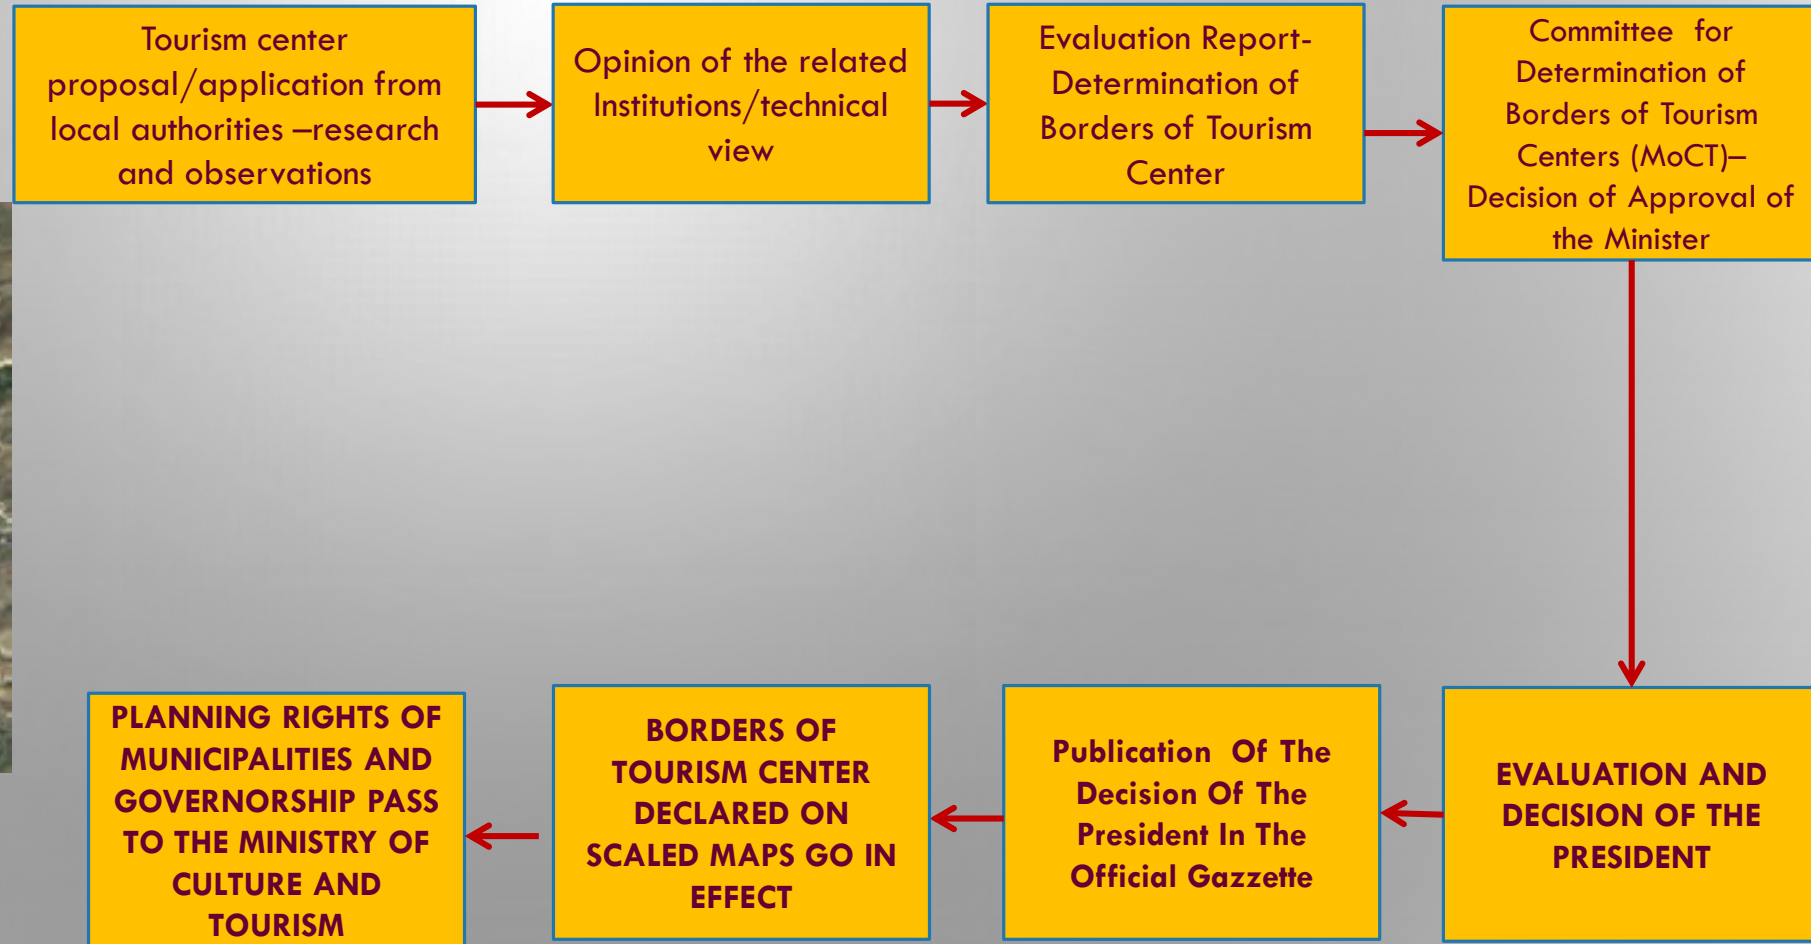 Tourism center
proposal/application from
local authorities –research
and observations
Opinion of the related
Institutions/technical
view
Evaluation Report-
Determination of
Borders of Tourism
Center
Committee for
Determination of
Borders of Tourism
Centers (MoCT)–
Decision of Approval of
the Minister
EVALUATION AND
DECISION OF THE
PRESIDENT
Publication Of The
Decision Of The
President In The
Official Gazzette
BORDERS OF
TOURISM CENTER
DECLARED ON
SCALED MAPS GO IN
EFFECT
PLANNING RIGHTS OF
MUNICIPALITIES AND
GOVERNORSHIP PASS
TO THE MINISTRY OF
CULTURE AND
TOURISM